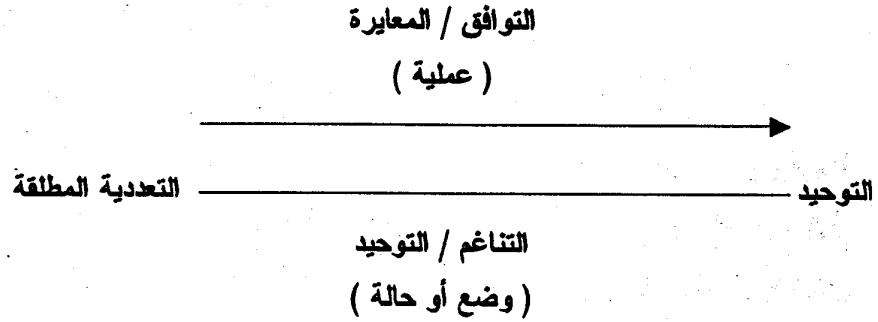 التوافق / المعايرة
( عملية )
التوحيد
التعددية المطلقة
التناغم / التوحيد
( وضع أو حالة )